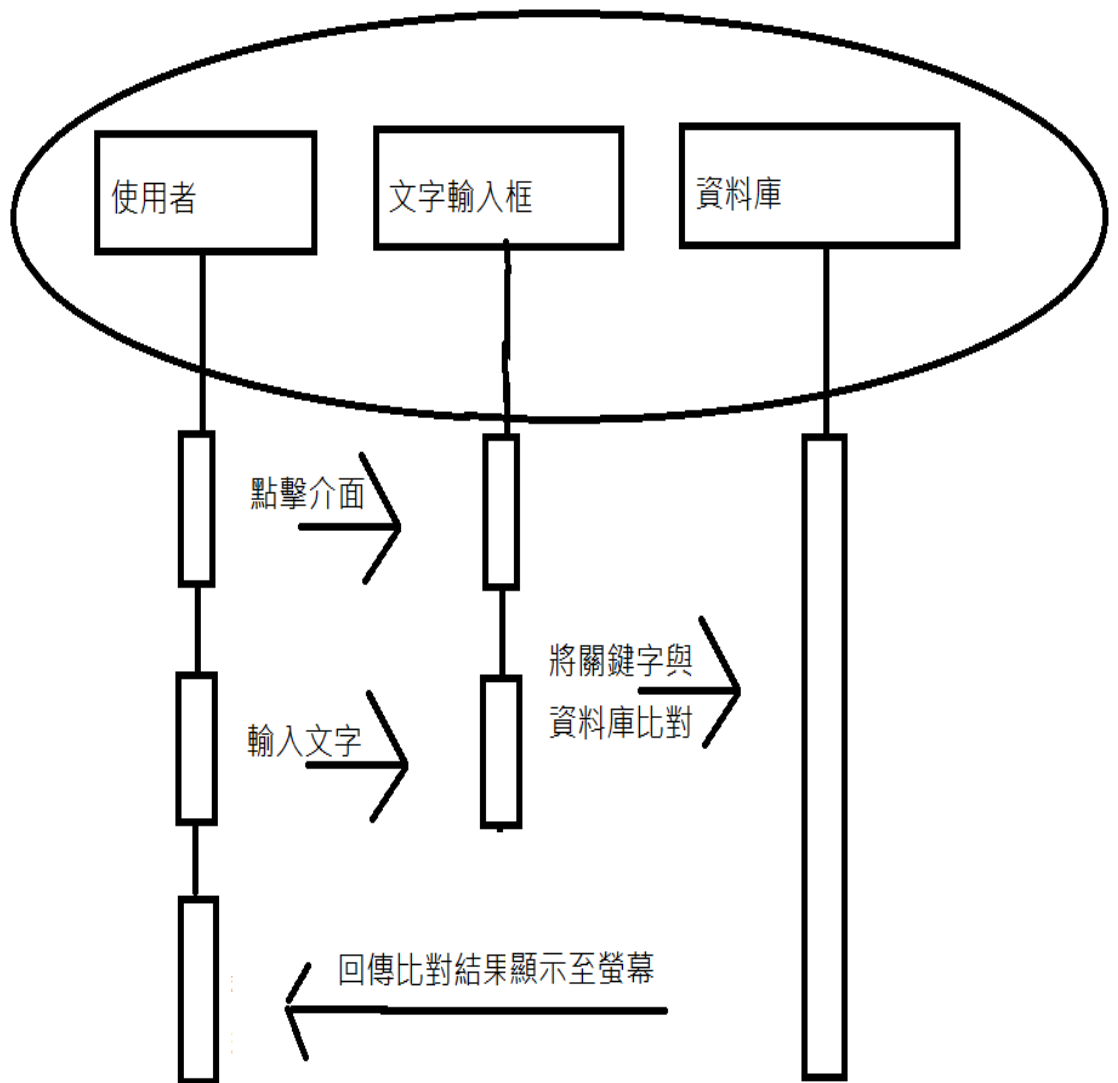 使用者
文字輸入框
資料庫
點擊介面
將關鍵字與
資料庫比對
輸入文字
回傳比對結果顯示至螢幕